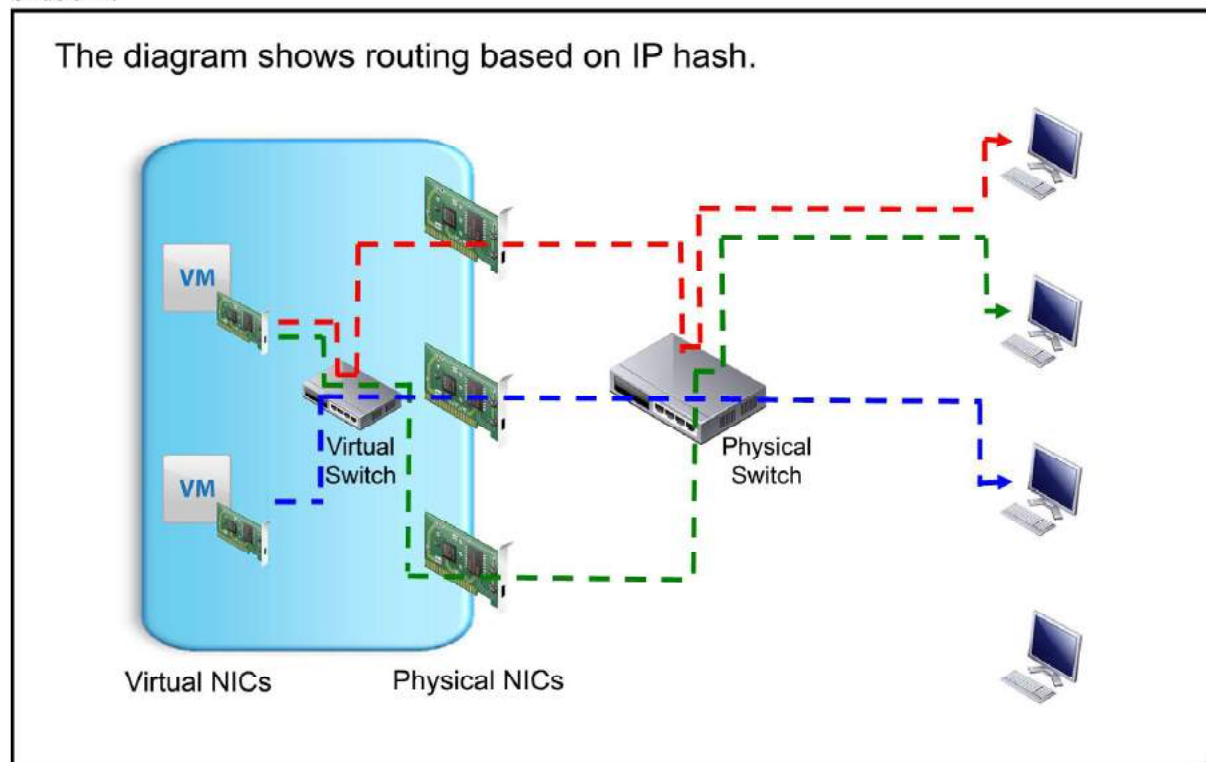 The diagram shows routing based on IP hash.
VM
VM
Virtual
Switch
Physical
Switch
Virtual NICs
Physical NICs